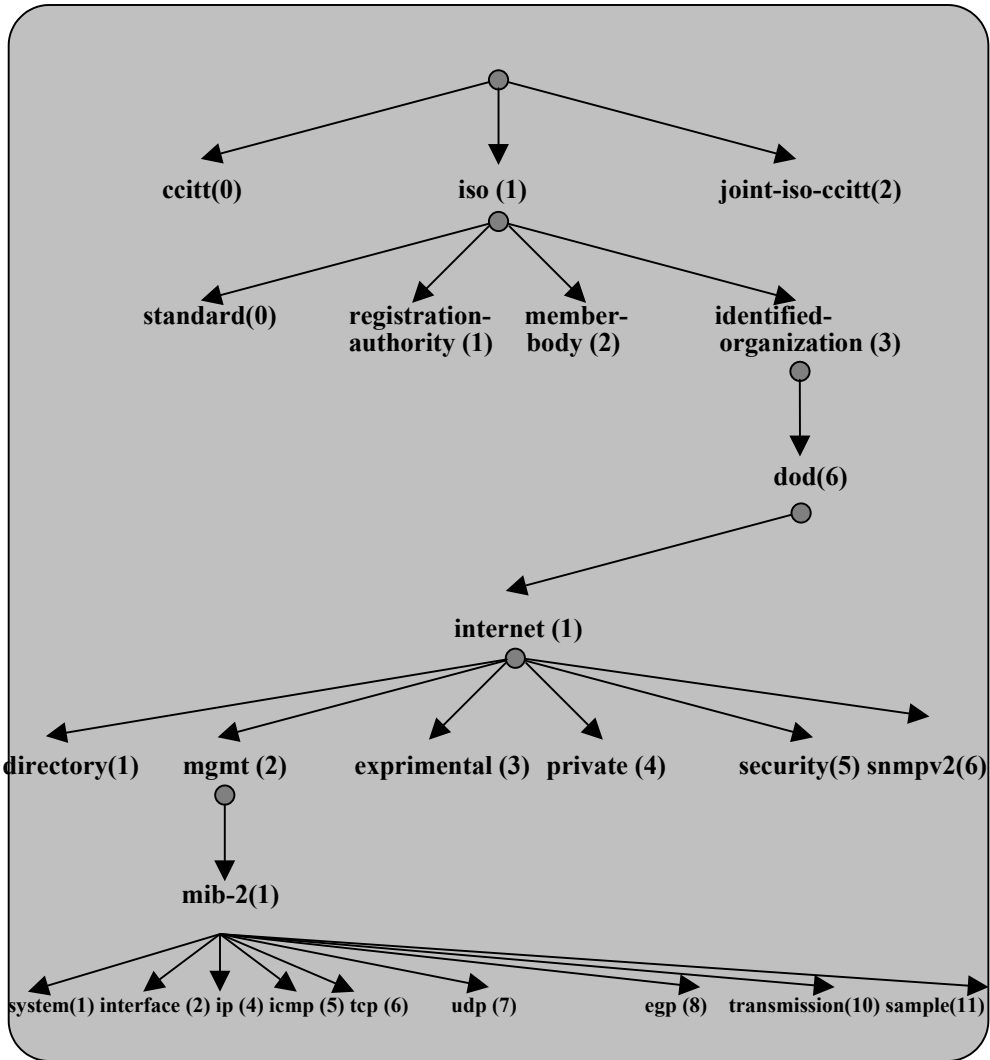 ccitt(0) iso (1) joint-iso-ccitt(2)
standard(0) registration- member- identified-
authority (1) body (2) organization (3)
dod(6)
internet (1)
directory(1) mgmt (2) exprimental (3) private (4) security(5) snmpv2(6)
mib-2(1)
system(1) interface (2) ip (4) icmp (5) tcp (6) udp (7) egp (8) transmission(10) sample(11)